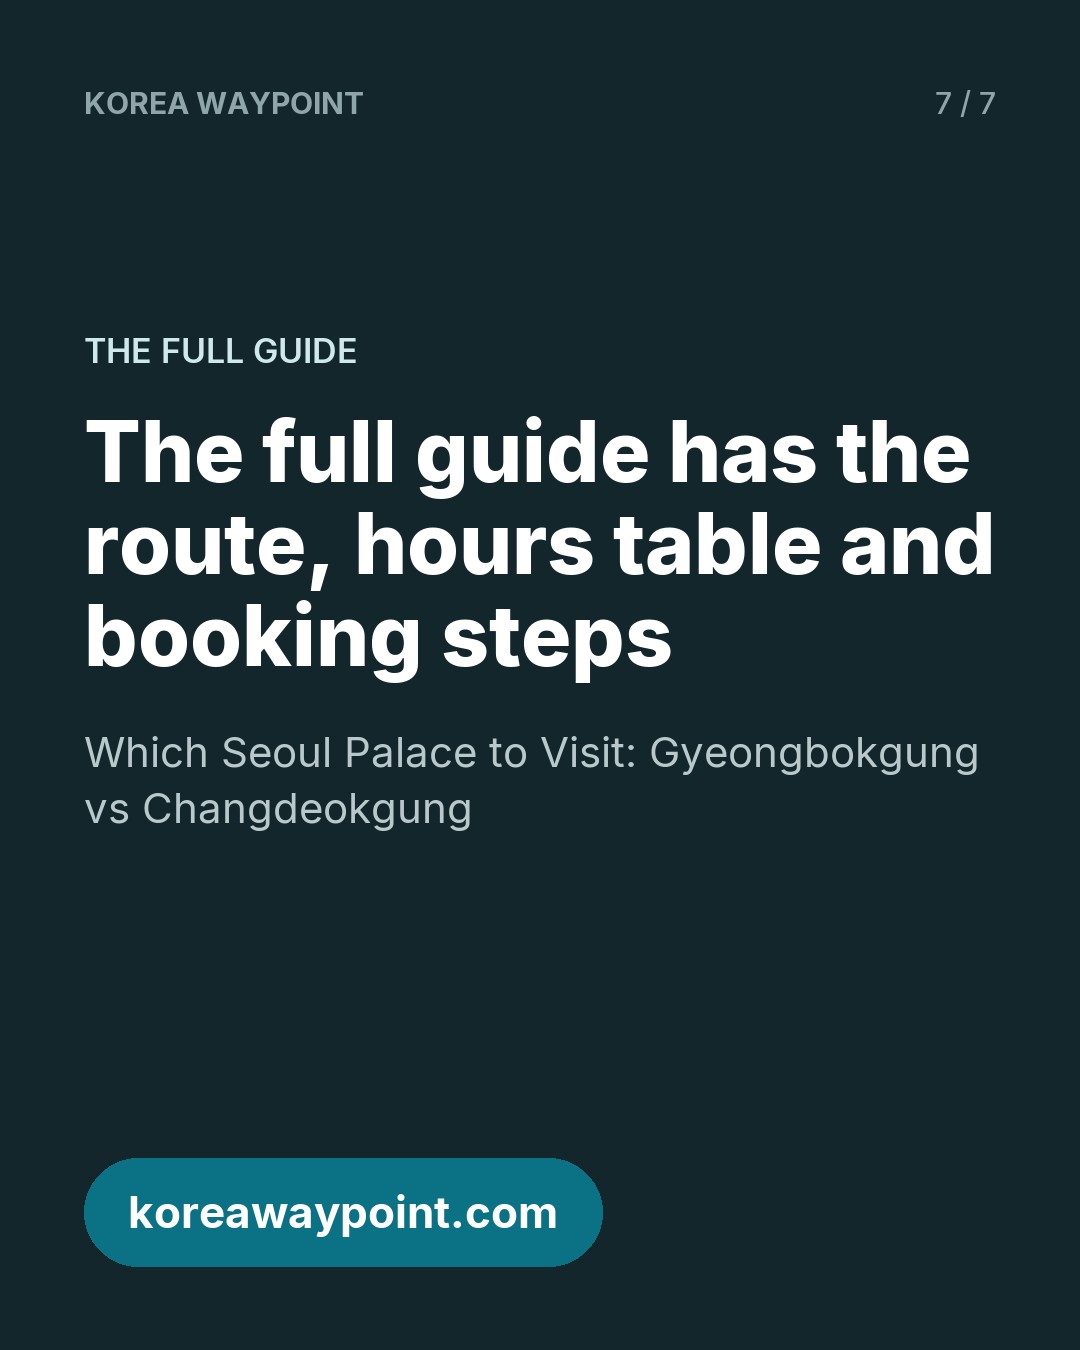 KOREA WAYPOINT
7 / 7
THE FULL GUIDE
The full guide has the
route, hours table and
booking steps
Which Seoul Palace to Visit: Gyeongbokgung
vs Changdeokgung
koreawaypoint.com